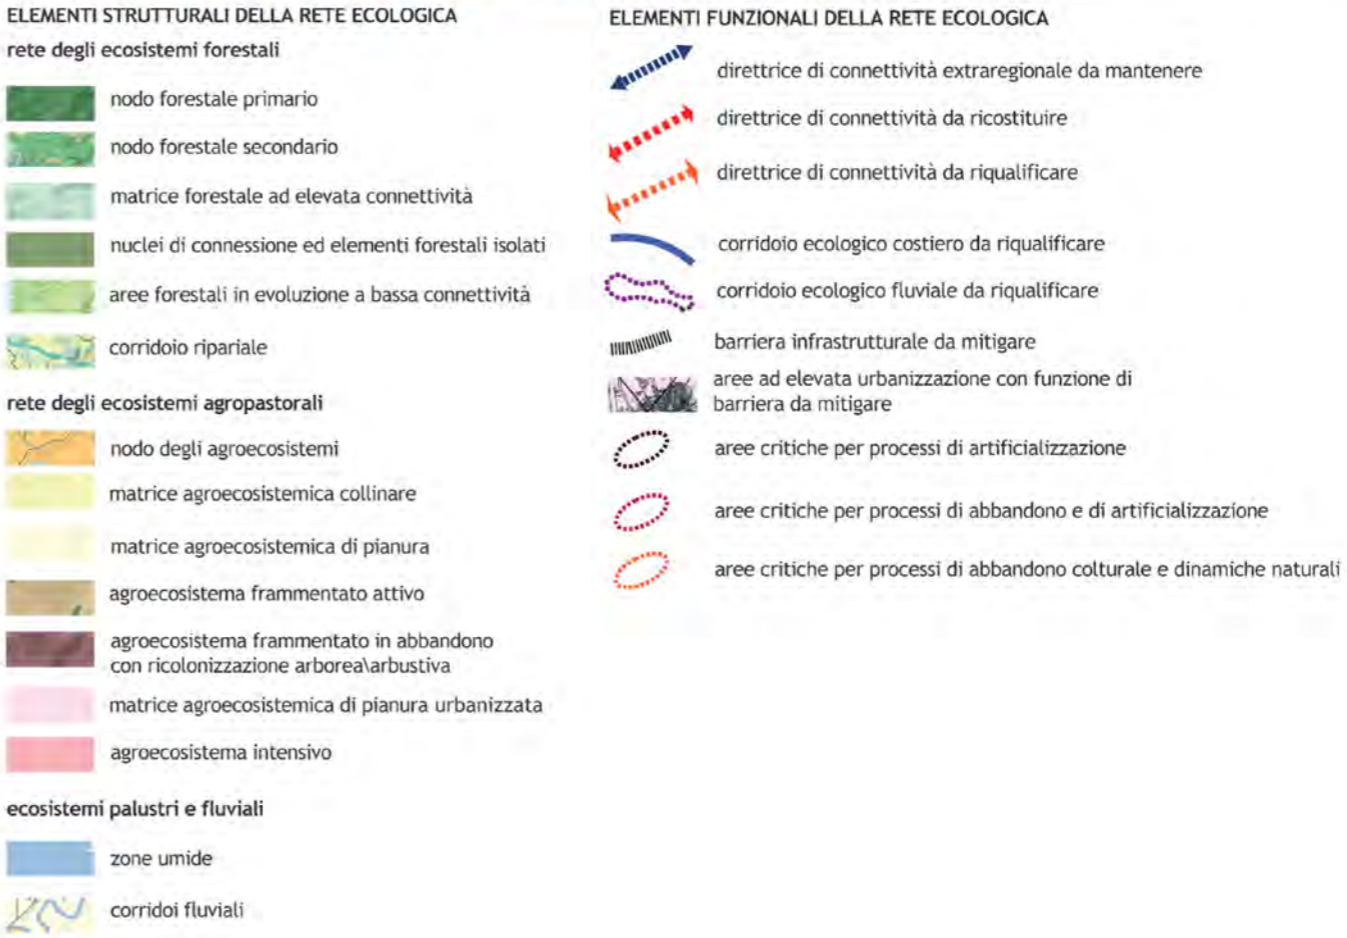 ELEMENTI STRUTTURALI DELLA RETE ECOLOGICA
rete degli ecosistemi forestali
nodo forestale primario
nodo forestale secondario
matrice forestale ad elevata connettività
nuclei di connessione ed elementi forestali isolati
aree forestali in evoluzione a bassa connettività
corridoio ripariale
rete degli ecosistemi agropastorali
nodo degli agroecosistemi
matrice agroecosistemica collinare
matrice agroecosistemica di pianura
agroecosistema frammentato attivo
agroecosistema frammentato in abbandono
con ricolonizzazione arborea\arbustiva
matrice agroecosistemica di pianura urbanizzata
agroecosistema intensivo
ecosistemi palustri e fluviali
zone umide
corridoi fluviali
ELEMENTI FUNZIONALI DELLA RETE ECOLOGICA
direttrice di connettività extraregionale da mantenere
direttrice di connettività da ricostituire
direttrice di connettività da riqualificare
corridoio ecologico costiero da riqualificare
corridoio ecologico fluviale da riqualificare
barriera infrastrutturale da mitigare
aree ad elevata urbanizzazione con funzione di
barriera da mitigare
aree critiche per processi di artificializzazione
aree critiche per processi di abbandono e di artificializzazione
aree critiche per processi di abbandono colturale e dinamiche naturali